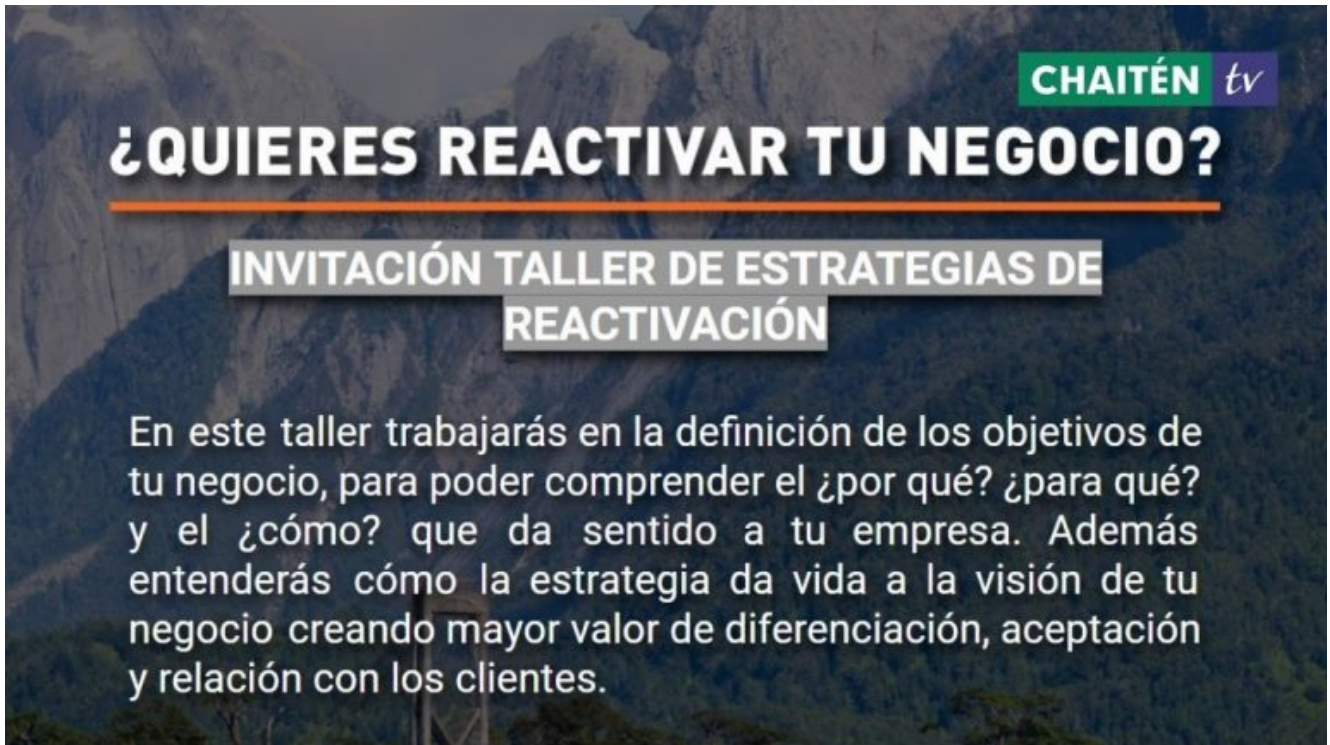 CHAITÉN tv
¿QUIERES REACTIVAR TU NEGOCIO?
INVITACIÓN TALLER DE ESTRATEGIAS DE
REACTIVACIÓN
En este taller trabajarás en la definición de los objetivos de
tu negocio, para poder comprender el ¿por qué? ¿para qué?
y el ¿cómo? que da sentido a tu empresa. Además
entenderás cómo la estrategia da vida a la visión de tu
negocio creando mayor valor de diferenciación, aceptación
y relación con los clientes.